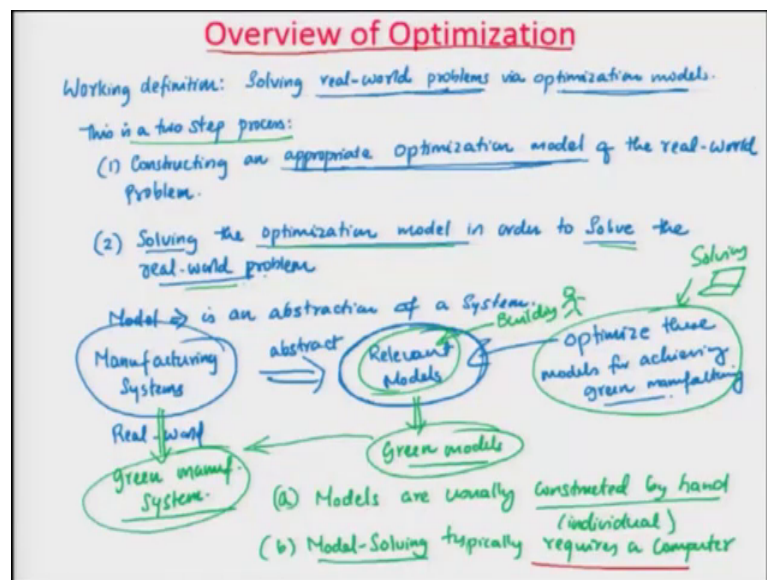 Overview of Optimization
Working definition: Solving real-world problems via optimization models.
This is a two step process:
(1) Constructing an appropriate optimization model of the real-world
Problem.
(2) Solving the optimization model in order to Solve the
real-world problem
Solving
Model ⇒ is an abstraction of a System.
Building
Manufacturing
Systems
abstract
Relevant
Models
optimize these
models for achieving
green manufacturing
Real-world
Green models
green manuf.
System.
(a) Models are usually constructed by hand
(individual)
(b) Model-Solving typically requires a computer